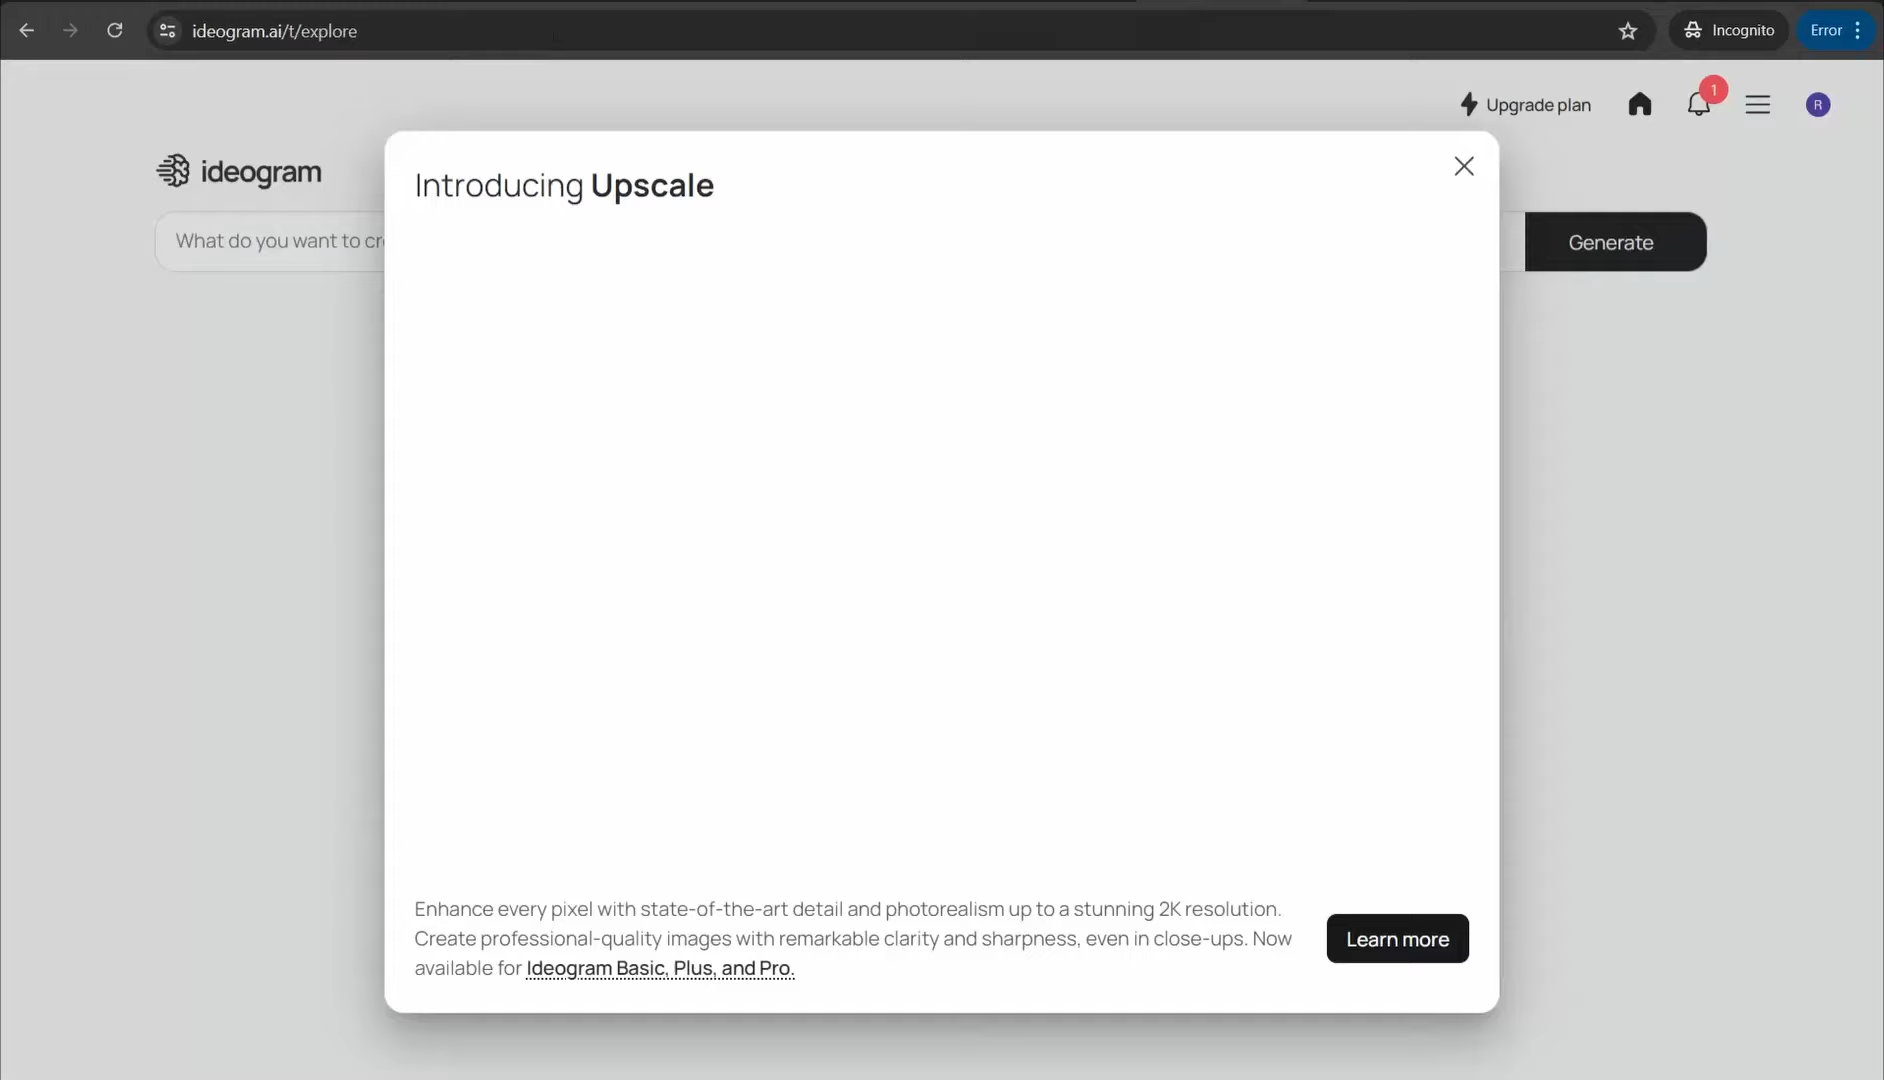 ideogram.ai/t/explore
Incognito
Error
Upgrade plan
1
R
ideogram
Introducing Upscale
What do you want to cr
Generate
Enhance every pixel with state-of-the-art detail and photorealism up to a stunning 2K resolution.
Create professional-quality images with remarkable clarity and sharpness, even in close-ups. Now
available for Ideogram Basic, Plus, and Pro.
Learn more